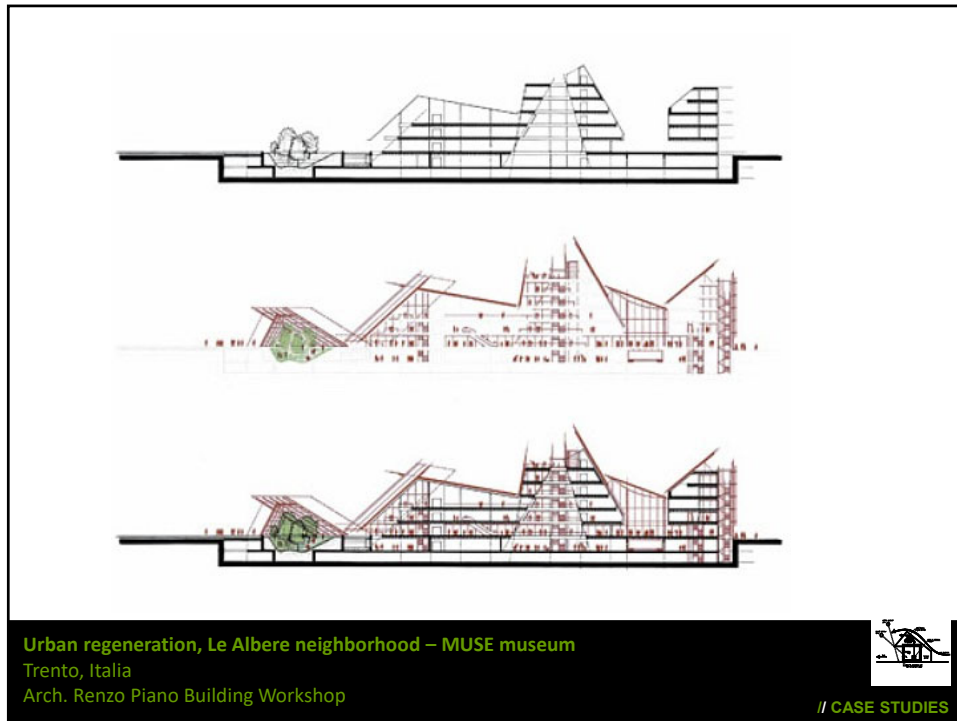 Urban regeneration, Le Albere neighborhood – MUSE museum
Trento, Italia
Arch. Renzo Piano Building Workshop
// CASE STUDIES